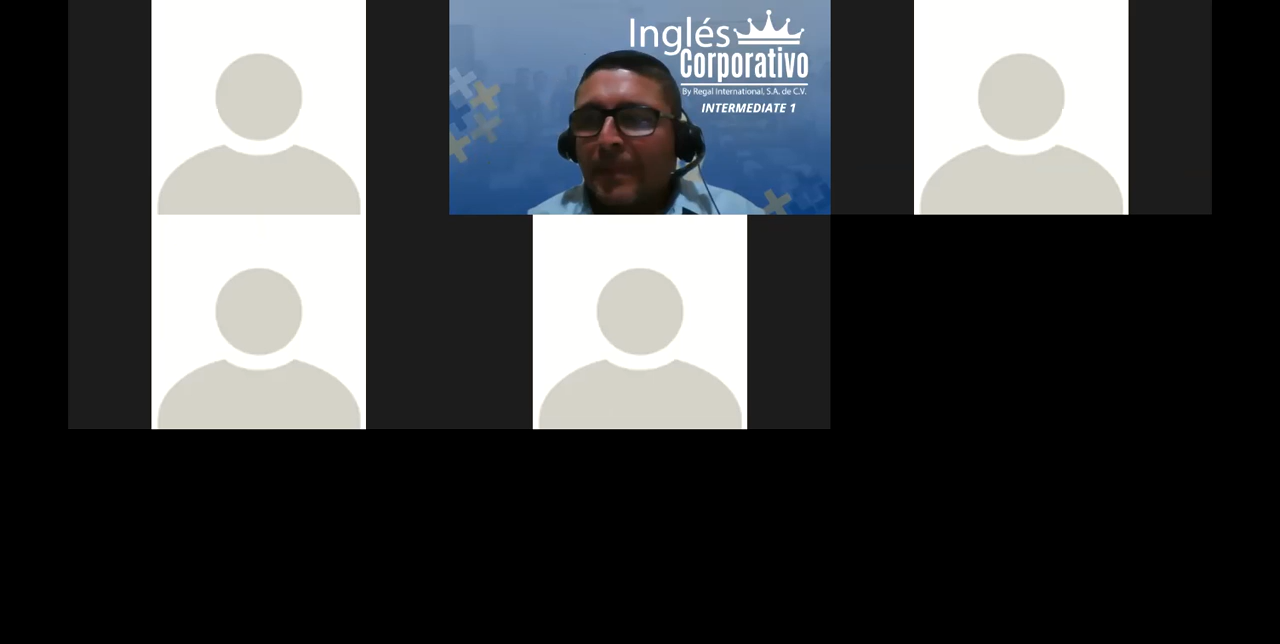 Inglés
Corporativo
By Regal International, S.A. de C.V.
INTERMEDIATE 1